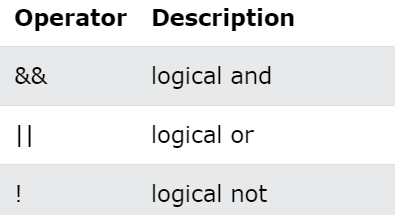 Operator Description
&& logical and
|| logical or
! logical not